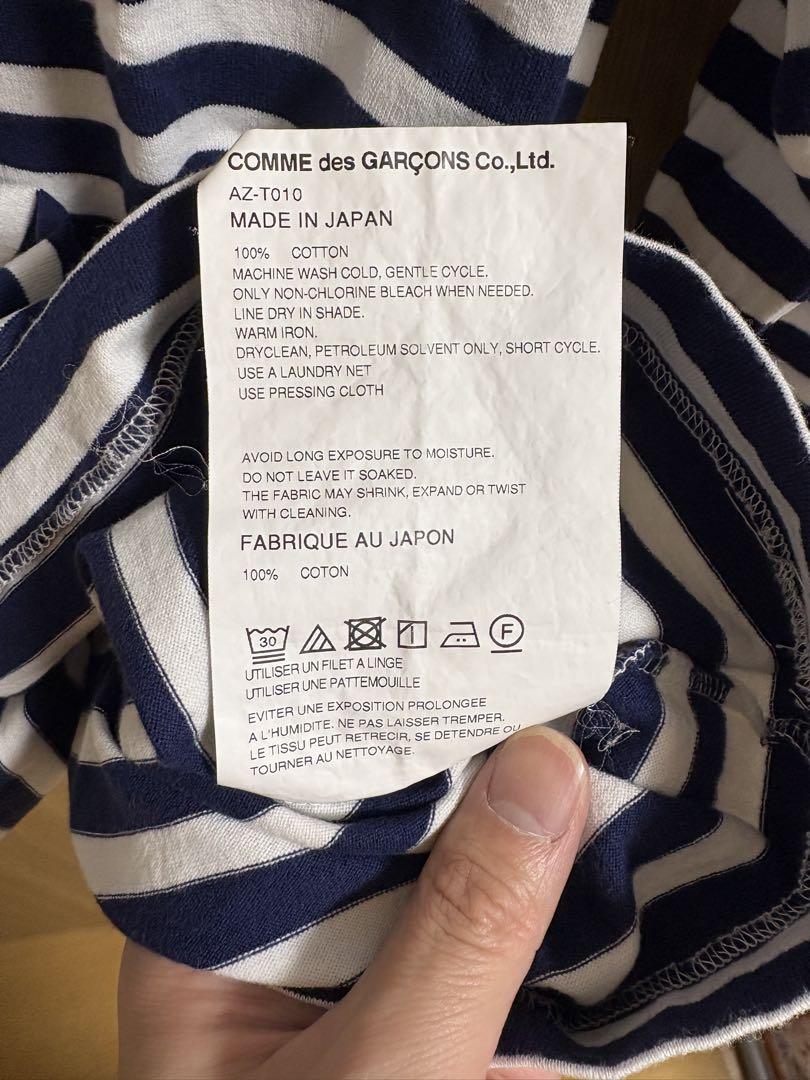 COMME des GARÇONS Co.,Ltd.
AZ-T010
MADE IN JAPAN
100% COTTON
MACHINE WASH COLD, GENTLE CYCLE.
ONLY NON-CHLORINE BLEACH WHEN NEEDED.
LINE DRY IN SHADE.
WARM IRON.
DRYCLEAN, PETROLEUM SOLVENT ONLY, SHORT CYCLE.
USE A LAUNDRY NET
USE PRESSING CLOTH
AVOID LONG EXPOSURE TO MOISTURE.
DO NOT LEAVE IT SOAKED.
THE FABRIC MAY SHRINK, EXPAND OR TWIST
WITH CLEANING.
FABRIQUE AU JAPON
100% COTON
30 F
UTILISER UN FILET A LINGE
UTILISER UNE PATTEMOUILLE
EVITER UNE EXPOSITION PROLONGEE
A L'HUMIDITE. NE PAS LAISSER TREMPER.
LE TISSU PEUT RETRECIR, SE DETENDRE OU
TOURNER AU NETTOYAGE.